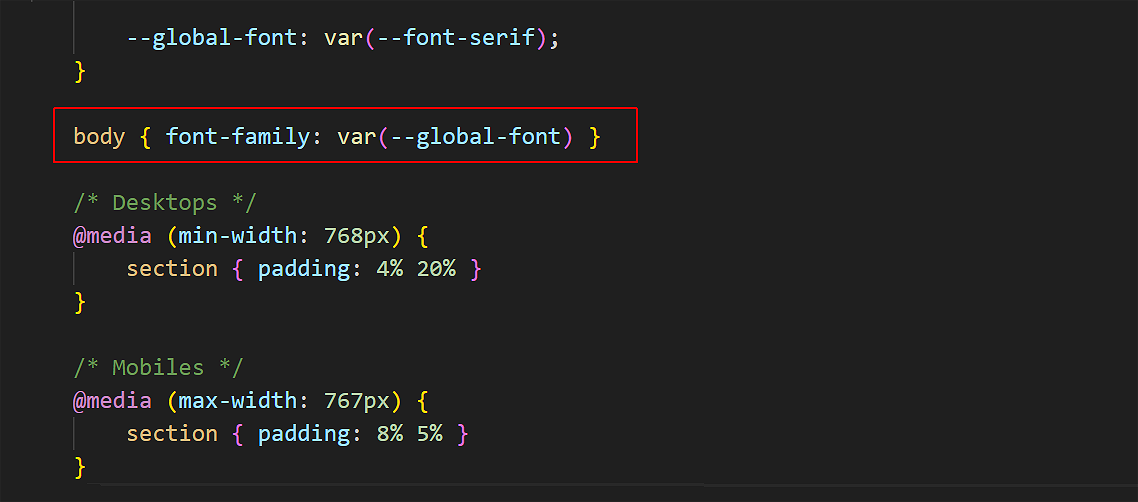 --global-font: var(--font-serif);
}
body { font-family: var(--global-font) }
/* Desktops */
@media (min-width: 768px) {
section { padding: 4% 20% }
}
/* Mobiles */
@media (max-width: 767px) {
section { padding: 8% 5% }
}